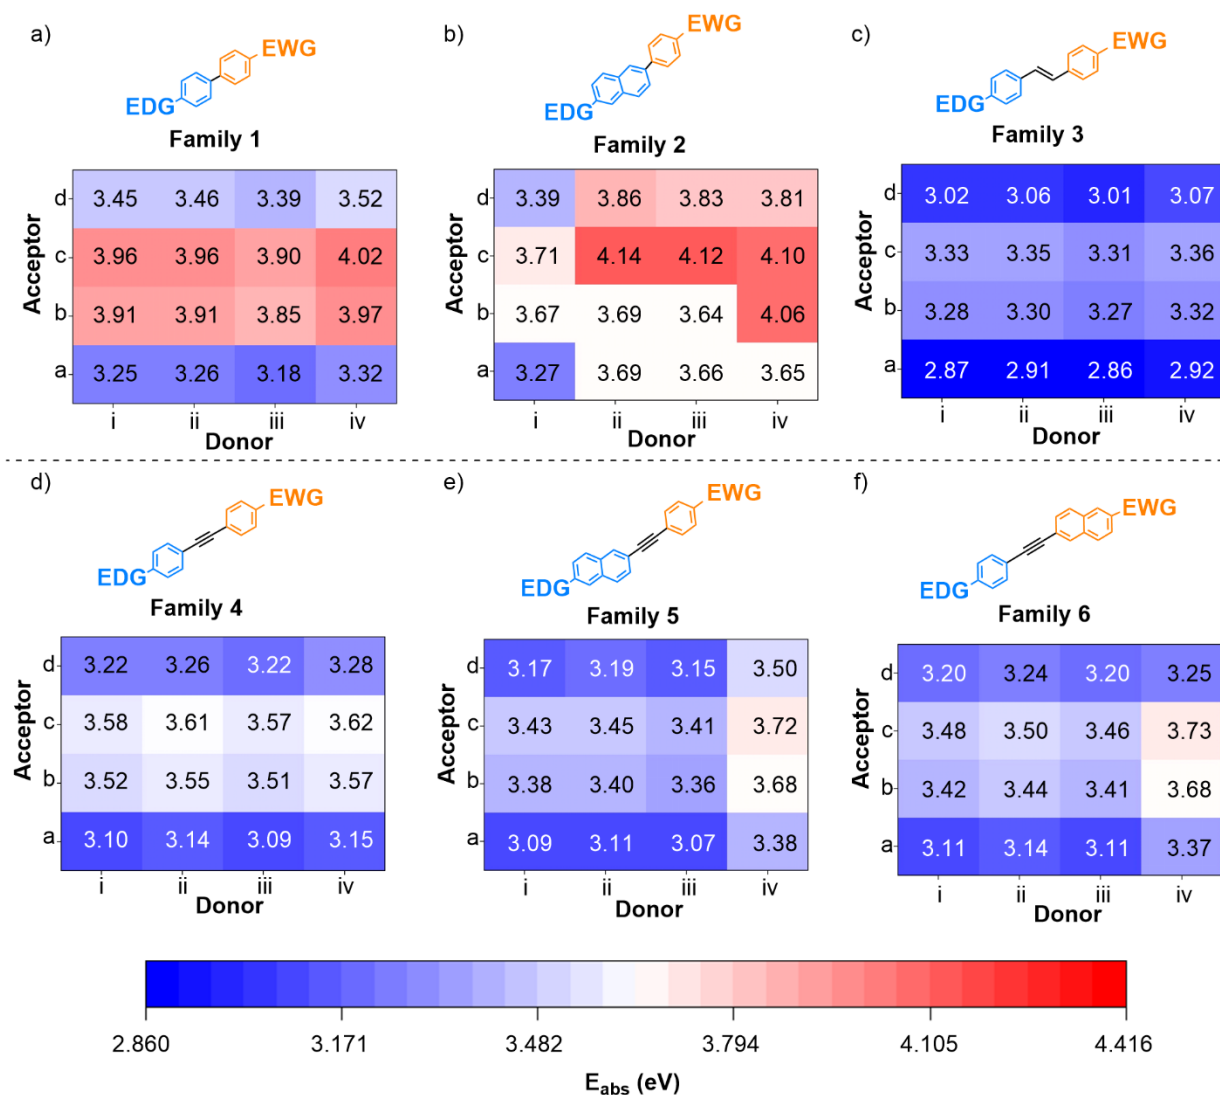 a)
EWG
EDG
Family 1
b)
EWG
EDG
Family 2
c)
EWG
EDG
Family 3
Acceptor
d 3.45 3.46 3.39 3.52
c 3.96 3.96 3.90 4.02
b 3.91 3.91 3.85 3.97
a 3.25 3.26 3.18 3.32
i ii iii iv
Donor
Acceptor
d 3.39 3.86 3.83 3.81
c 3.71 4.14 4.12 4.10
b 3.67 3.69 3.64 4.06
a 3.27 3.69 3.66 3.65
i ii iii iv
Donor
Acceptor
d 3.02 3.06 3.01 3.07
c 3.33 3.35 3.31 3.36
b 3.28 3.30 3.27 3.32
a 2.87 2.91 2.86 2.92
i ii iii iv
Donor
d)
EWG
EDG
Family 4
e)
EWG
EDG
Family 5
f)
EWG
EDG
Family 6
Acceptor
d 3.22 3.26 3.22 3.28
c 3.58 3.61 3.57 3.62
b 3.52 3.55 3.51 3.57
a 3.10 3.14 3.09 3.15
i ii iii iv
Donor
Acceptor
d 3.17 3.19 3.15 3.50
c 3.43 3.45 3.41 3.72
b 3.38 3.40 3.36 3.68
a 3.09 3.11 3.07 3.38
i ii iii iv
Donor
Acceptor
d 3.20 3.24 3.20 3.25
c 3.48 3.50 3.46 3.73
b 3.42 3.44 3.41 3.68
a 3.11 3.14 3.11 3.37
i ii iii iv
Donor
2.860 3.171 3.482 3.794 4.105 4.416
E_abs (eV)